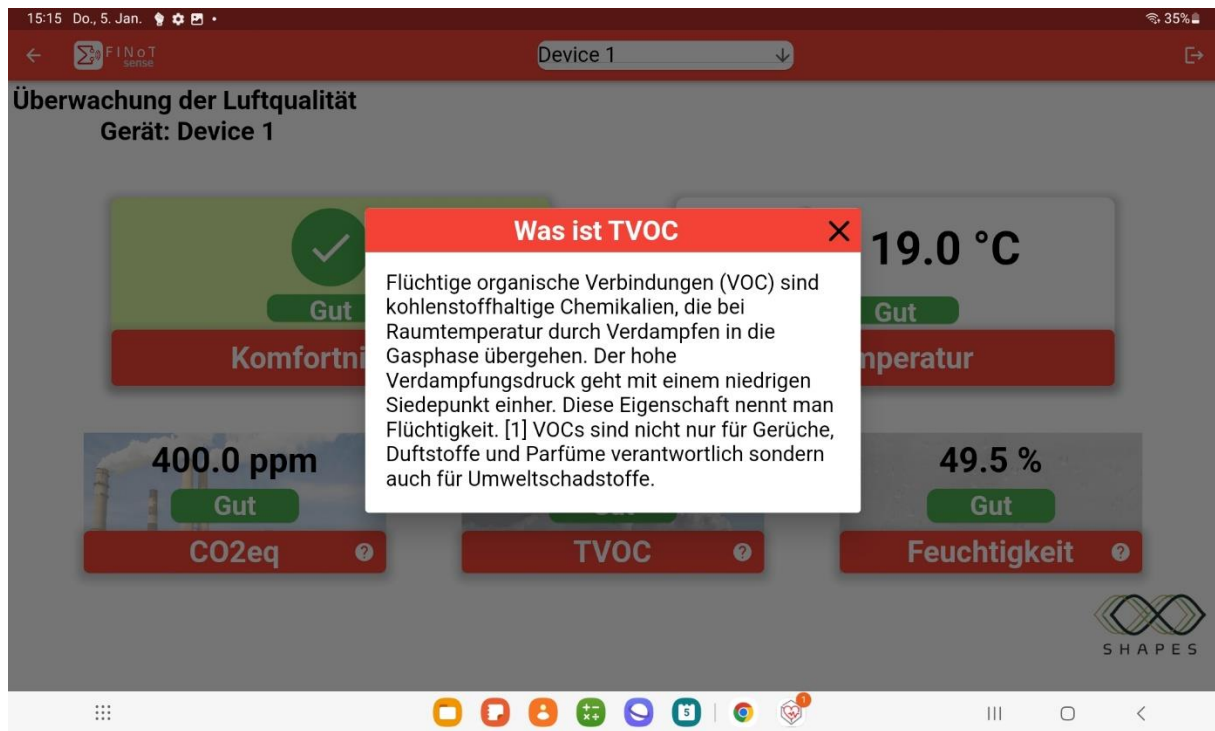 15:15 Do., 5. Jan.
35%
FINoT
sense
Device 1
Überwachung der Luftqualität
Gerät: Device 1
Was ist TVOC
Flüchtige organische Verbindungen (VOC) sind
kohlenstoffhaltige Chemikalien, die bei
Raumtemperatur durch Verdampfen in die
Gasphase übergehen. Der hohe
Verdampfungsdruck geht mit einem niedrigen
Siedepunkt einher. Diese Eigenschaft nennt man
Flüchtigkeit. [1] VOCs sind nicht nur für Gerüche,
Duftstoffe und Parfüme verantwortlich sondern
auch für Umweltschadstoffe.
Gut
19.0 °C
Gut
400.0 ppm
Gut
CO2eq
TVOC
49.5 %
Gut
Feuchtigkeit
SHAPES
5
1